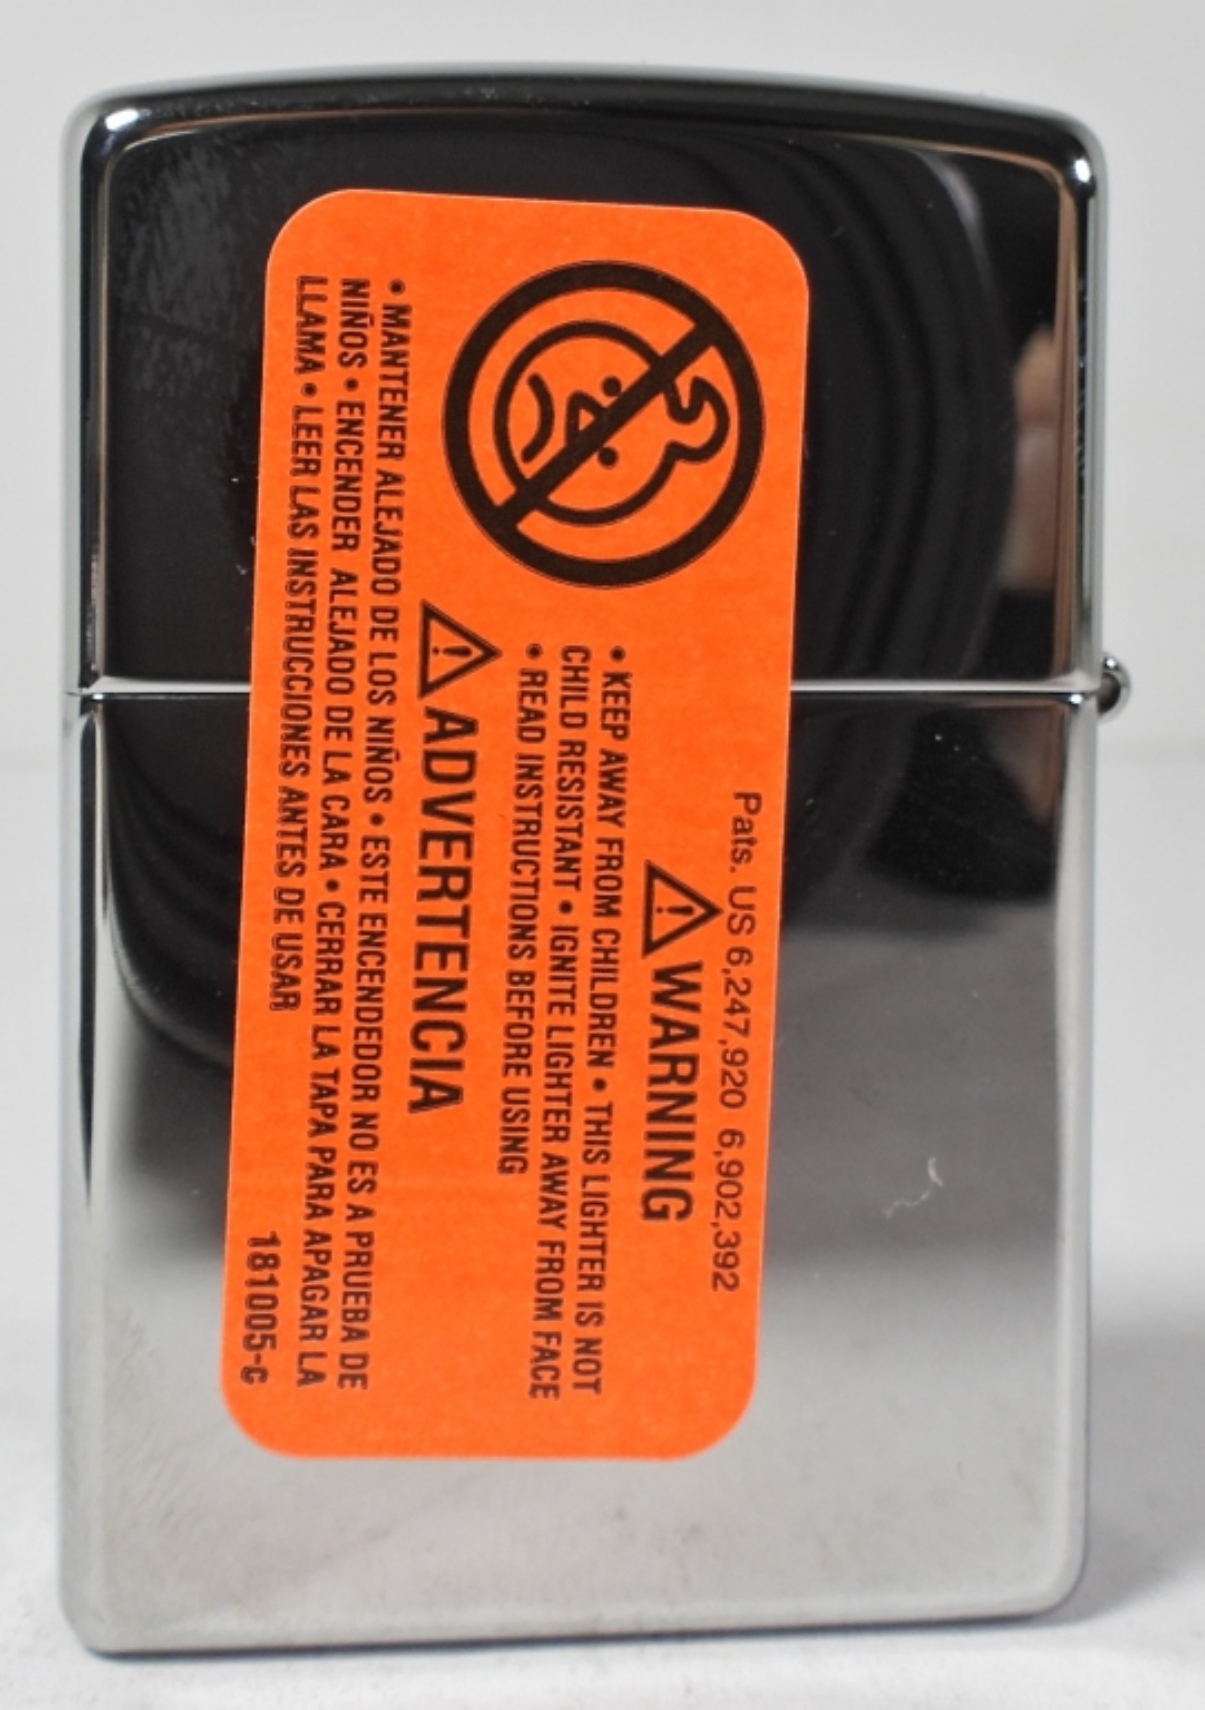 Pats. US 6,247,920 6,902,392
WARNING
• KEEP AWAY FROM CHILDREN • THIS LIGHTER IS NOT
CHILD RESISTANT • IGNITE LIGHTER AWAY FROM FACE
• READ INSTRUCTIONS BEFORE USING
ADVERTENCIA
• MANTENER ALEJADO DE LOS NIÑOS • ESTE ENCENDEDOR NO ES A PRUEBA DE
NIÑOS • ENCENDER ALEJADO DE LA CARA • CERRAR LA TAPA PARA APAGAR LA
LLAMA • LEER LAS INSTRUCCIONES ANTES DE USAR
181005-c